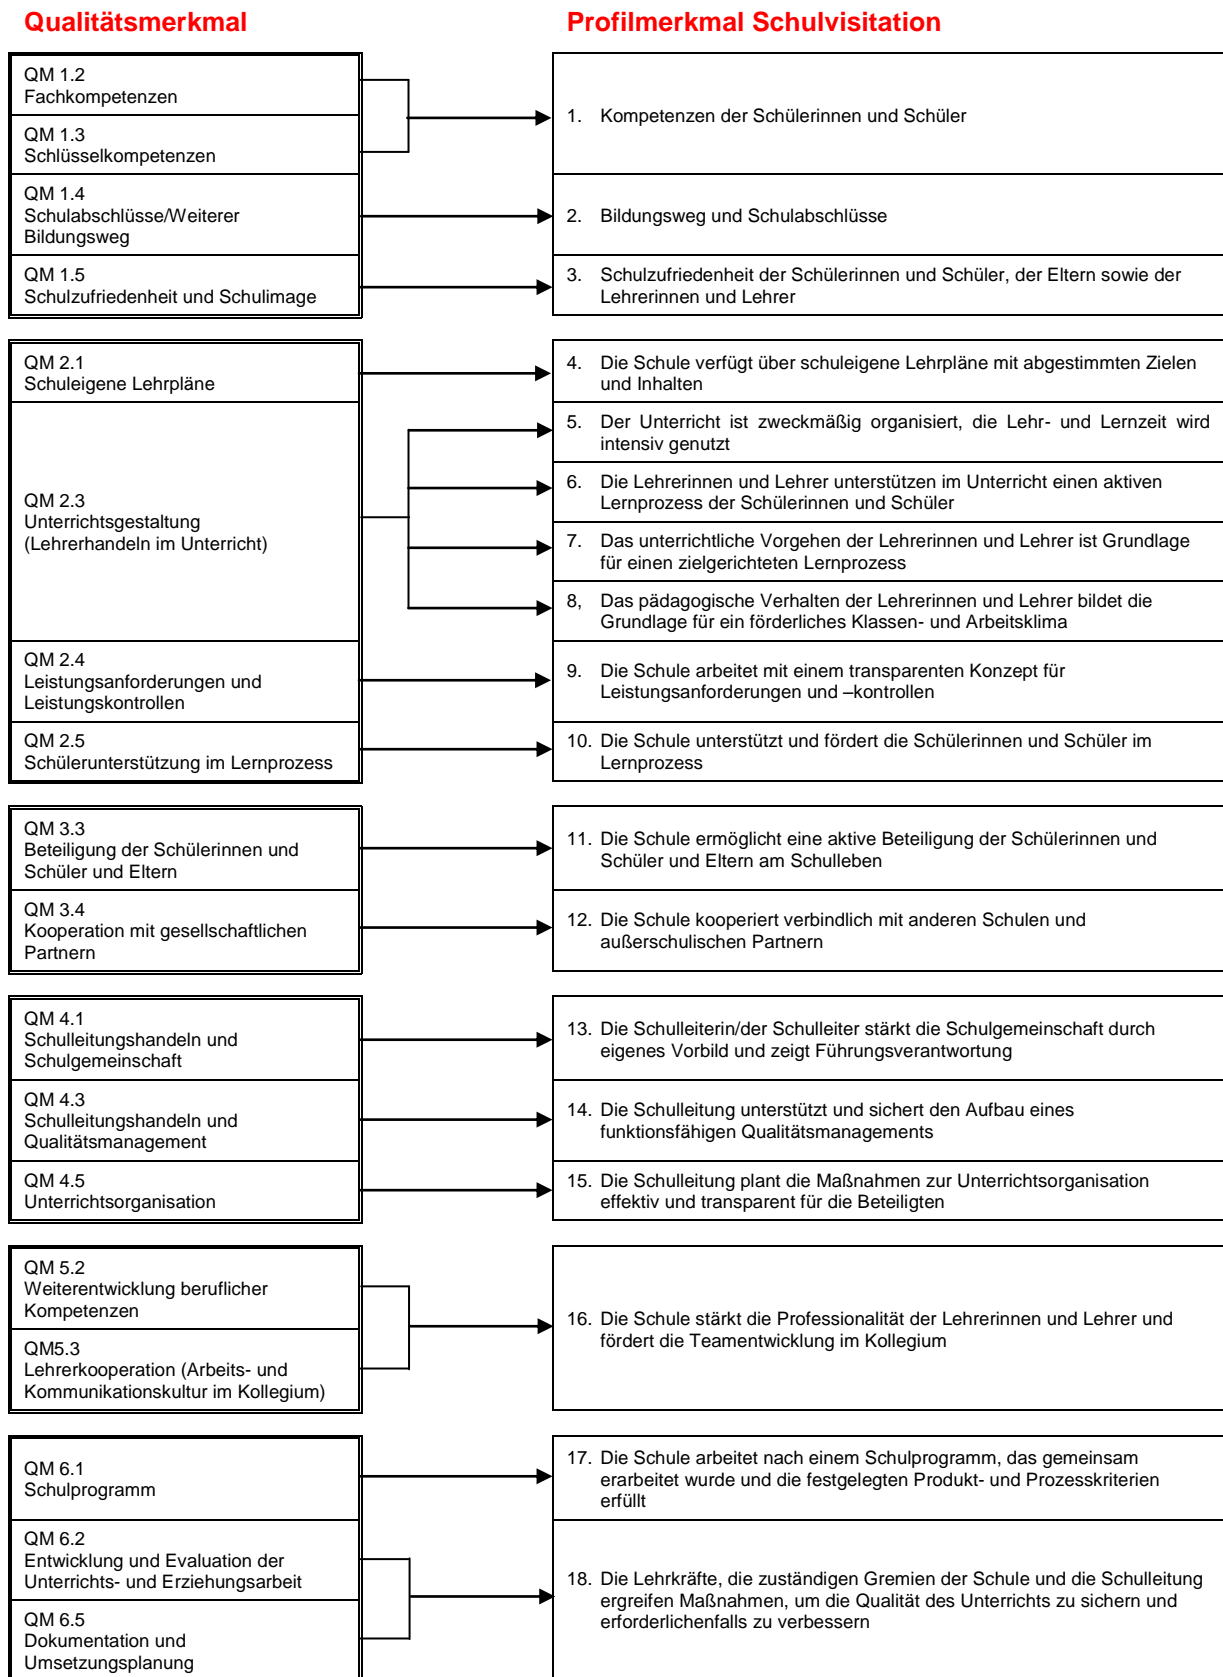 Qualitätsmerkmal
Profilmerkmal Schulvisitation
QM 1.2
Fachkompetenzen
QM 1.3
Schlüsselkompetenzen
1. Kompetenzen der Schülerinnen und Schüler
QM 1.4
Schulabschlüsse/Weiterer
Bildungsweg
2. Bildungsweg und Schulabschlüsse
QM 1.5
Schulzufriedenheit und Schulimage
3. Schulzufriedenheit der Schülerinnen und Schüler, der Eltern sowie der
Lehrerinnen und Lehrer
QM 2.1
Schuleigene Lehrpläne
4. Die Schule verfügt über schuleigene Lehrpläne mit abgestimmten Zielen
und Inhalten
QM 2.3
Unterrichtsgestaltung
(Lehrerhandeln im Unterricht)
5. Der Unterricht ist zweckmäßig organisiert, die Lehr- und Lernzeit wird
intensiv genutzt
6. Die Lehrerinnen und Lehrer unterstützen im Unterricht einen aktiven
Lernprozess der Schülerinnen und Schüler
7. Das unterrichtliche Vorgehen der Lehrerinnen und Lehrer ist Grundlage
für einen zielgerichteten Lernprozess
8, Das pädagogische Verhalten der Lehrerinnen und Lehrer bildet die
Grundlage für ein förderliches Klassen- und Arbeitsklima
QM 2.4
Leistungsanforderungen und
Leistungskontrollen
9. Die Schule arbeitet mit einem transparenten Konzept für
Leistungsanforderungen und –kontrollen
QM 2.5
Schülerunterstützung im Lernprozess
10. Die Schule unterstützt und fördert die Schülerinnen und Schüler im
Lernprozess
QM 3.3
Beteiligung der Schülerinnen und
Schüler und Eltern
11. Die Schule ermöglicht eine aktive Beteiligung der Schülerinnen und
Schüler und Eltern am Schulleben
QM 3.4
Kooperation mit gesellschaftlichen
Partnern
12. Die Schule kooperiert verbindlich mit anderen Schulen und
außerschulischen Partnern
QM 4.1
Schulleitungshandeln und
Schulgemeinschaft
13. Die Schulleiterin/der Schulleiter stärkt die Schulgemeinschaft durch
eigenes Vorbild und zeigt Führungsverantwortung
QM 4.3
Schulleitungshandeln und
Qualitätsmanagement
14. Die Schulleitung unterstützt und sichert den Aufbau eines
funktionsfähigen Qualitätsmanagements
QM 4.5
Unterrichtsorganisation
15. Die Schulleitung plant die Maßnahmen zur Unterrichtsorganisation
effektiv und transparent für die Beteiligten
QM 5.2
Weiterentwicklung beruflicher
Kompetenzen
QM5.3
Lehrerkooperation (Arbeits- und
Kommunikationskultur im Kollegium)
16. Die Schule stärkt die Professionalität der Lehrerinnen und Lehrer und
fördert die Teamentwicklung im Kollegium
QM 6.1
Schulprogramm
17. Die Schule arbeitet nach einem Schulprogramm, das gemeinsam
erarbeitet wurde und die festgelegten Produkt- und Prozesskriterien
erfüllt
QM 6.2
Entwicklung und Evaluation der
Unterrichts- und Erziehungsarbeit
QM 6.5
Dokumentation und
Umsetzungsplanung
18. Die Lehrkräfte, die zuständigen Gremien der Schule und die Schulleitung
ergreifen Maßnahmen, um die Qualität des Unterrichts zu sichern und
erforderlichenfalls zu verbessern